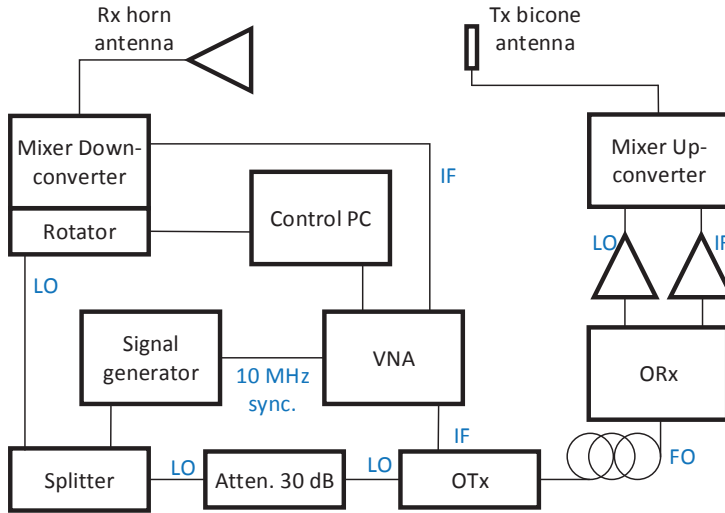 Rx horn
antenna
Tx bicone
antenna
Mixer Down-
converter
Mixer Up-
converter
IF
Control PC
Rotator
LO
IF
LO
Signal
generator
VNA
ORx
10 MHz
sync.
IF
LO
LO
FO
Splitter
Atten. 30 dB
OTx